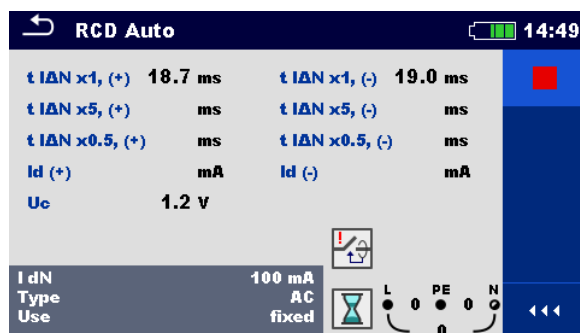 RCD Auto 14:49
t IΔN x1, (+) 18.7 ms t IΔN x1, (-) 19.0 ms
t IΔN x5, (+) ms t IΔN x5, (-) ms
t IΔN x0.5, (+) ms t IΔN x0.5, (-) ms
Id (+) mA Id (-) mA
Uc 1.2 V
I dN 100 mA
Type AC
Use fixed
!
L PE N
0 0
0